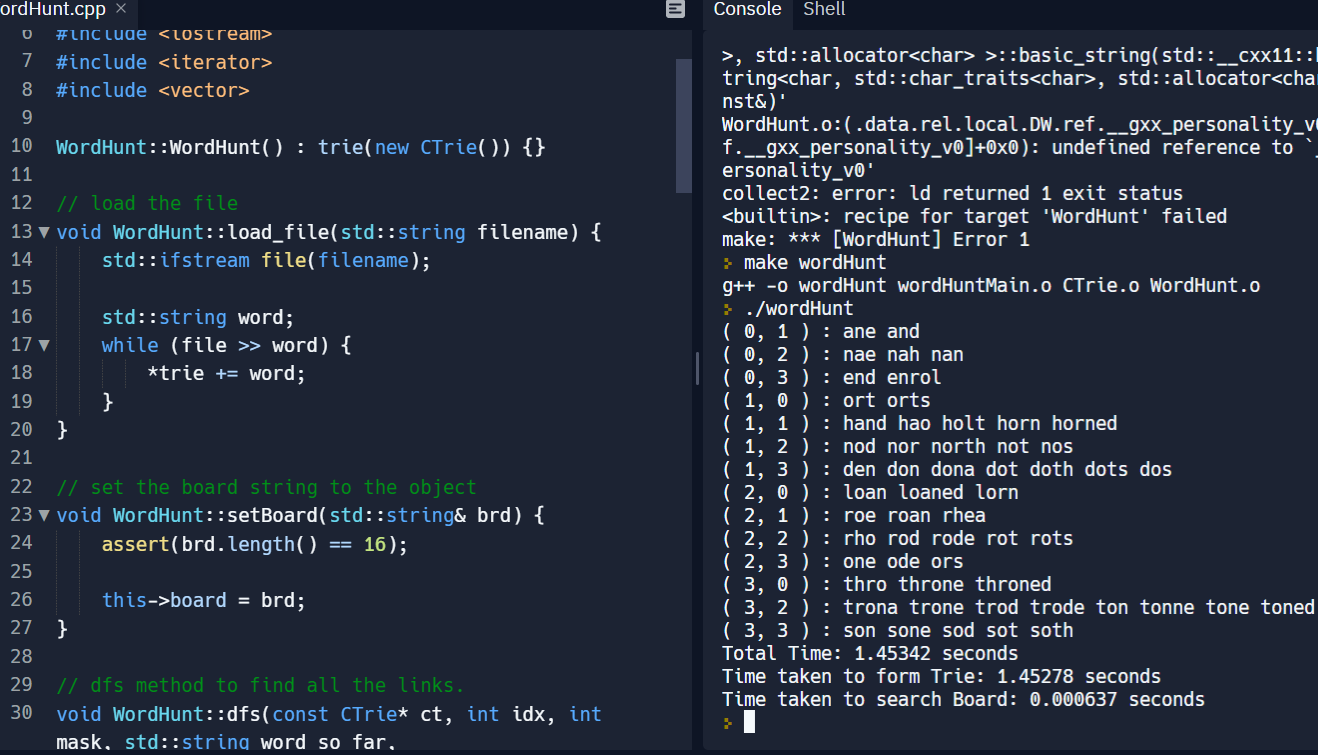 ordHunt.cpp ×
6 #include <iostream>
7 #include <iterator>
8 #include <vector>
9
10 WordHunt::WordHunt() : trie(new CTrie()) {}
11
12 // load the file
13 void WordHunt::load_file(std::string filename) {
14 std::ifstream file(filename);
15
16 std::string word;
17 while (file >> word) {
18 *trie += word;
19 }
20 }
21
22 // set the board string to the object
23 void WordHunt::setBoard(std::string& brd) {
24 assert(brd.length() == 16);
25
26 this->board = brd;
27 }
28
29 // dfs method to find all the links.
30 void WordHunt::dfs(const CTrie* ct, int idx, int
mask, std::string word_so_far,
Console Shell
>, std::allocator<char> >::basic_string(std::__cxx11::
tring<char, std::char_traits<char>, std::allocator<cha
nst&)'
WordHunt.o:(.data.rel.local.DW.ref.__gxx_personality_v
f.__gxx_personality_v0]+0x0): undefined reference to `
ersonality_v0'
collect2: error: ld returned 1 exit status
<builtin>: recipe for target 'WordHunt' failed
make: *** [WordHunt] Error 1
make wordHunt
g++ -o wordHunt wordHuntMain.o CTrie.o WordHunt.o
./wordHunt
( 0, 1 ) : ane and
( 0, 2 ) : nae nah nan
( 0, 3 ) : end enrol
( 1, 0 ) : ort orts
( 1, 1 ) : hand hao holt horn horned
( 1, 2 ) : nod nor north not nos
( 1, 3 ) : den don dona dot doth dots dos
( 2, 0 ) : loan loaned lorn
( 2, 1 ) : roe roan rhea
( 2, 2 ) : rho rod rode rot rots
( 2, 3 ) : one ode ors
( 3, 0 ) : thro throne throned
( 3, 2 ) : trona trone trod trode ton tonne tone toned
( 3, 3 ) : son sone sod sot soth
Total Time: 1.45342 seconds
Time taken to form Trie: 1.45278 seconds
Time taken to search Board: 0.000637 seconds